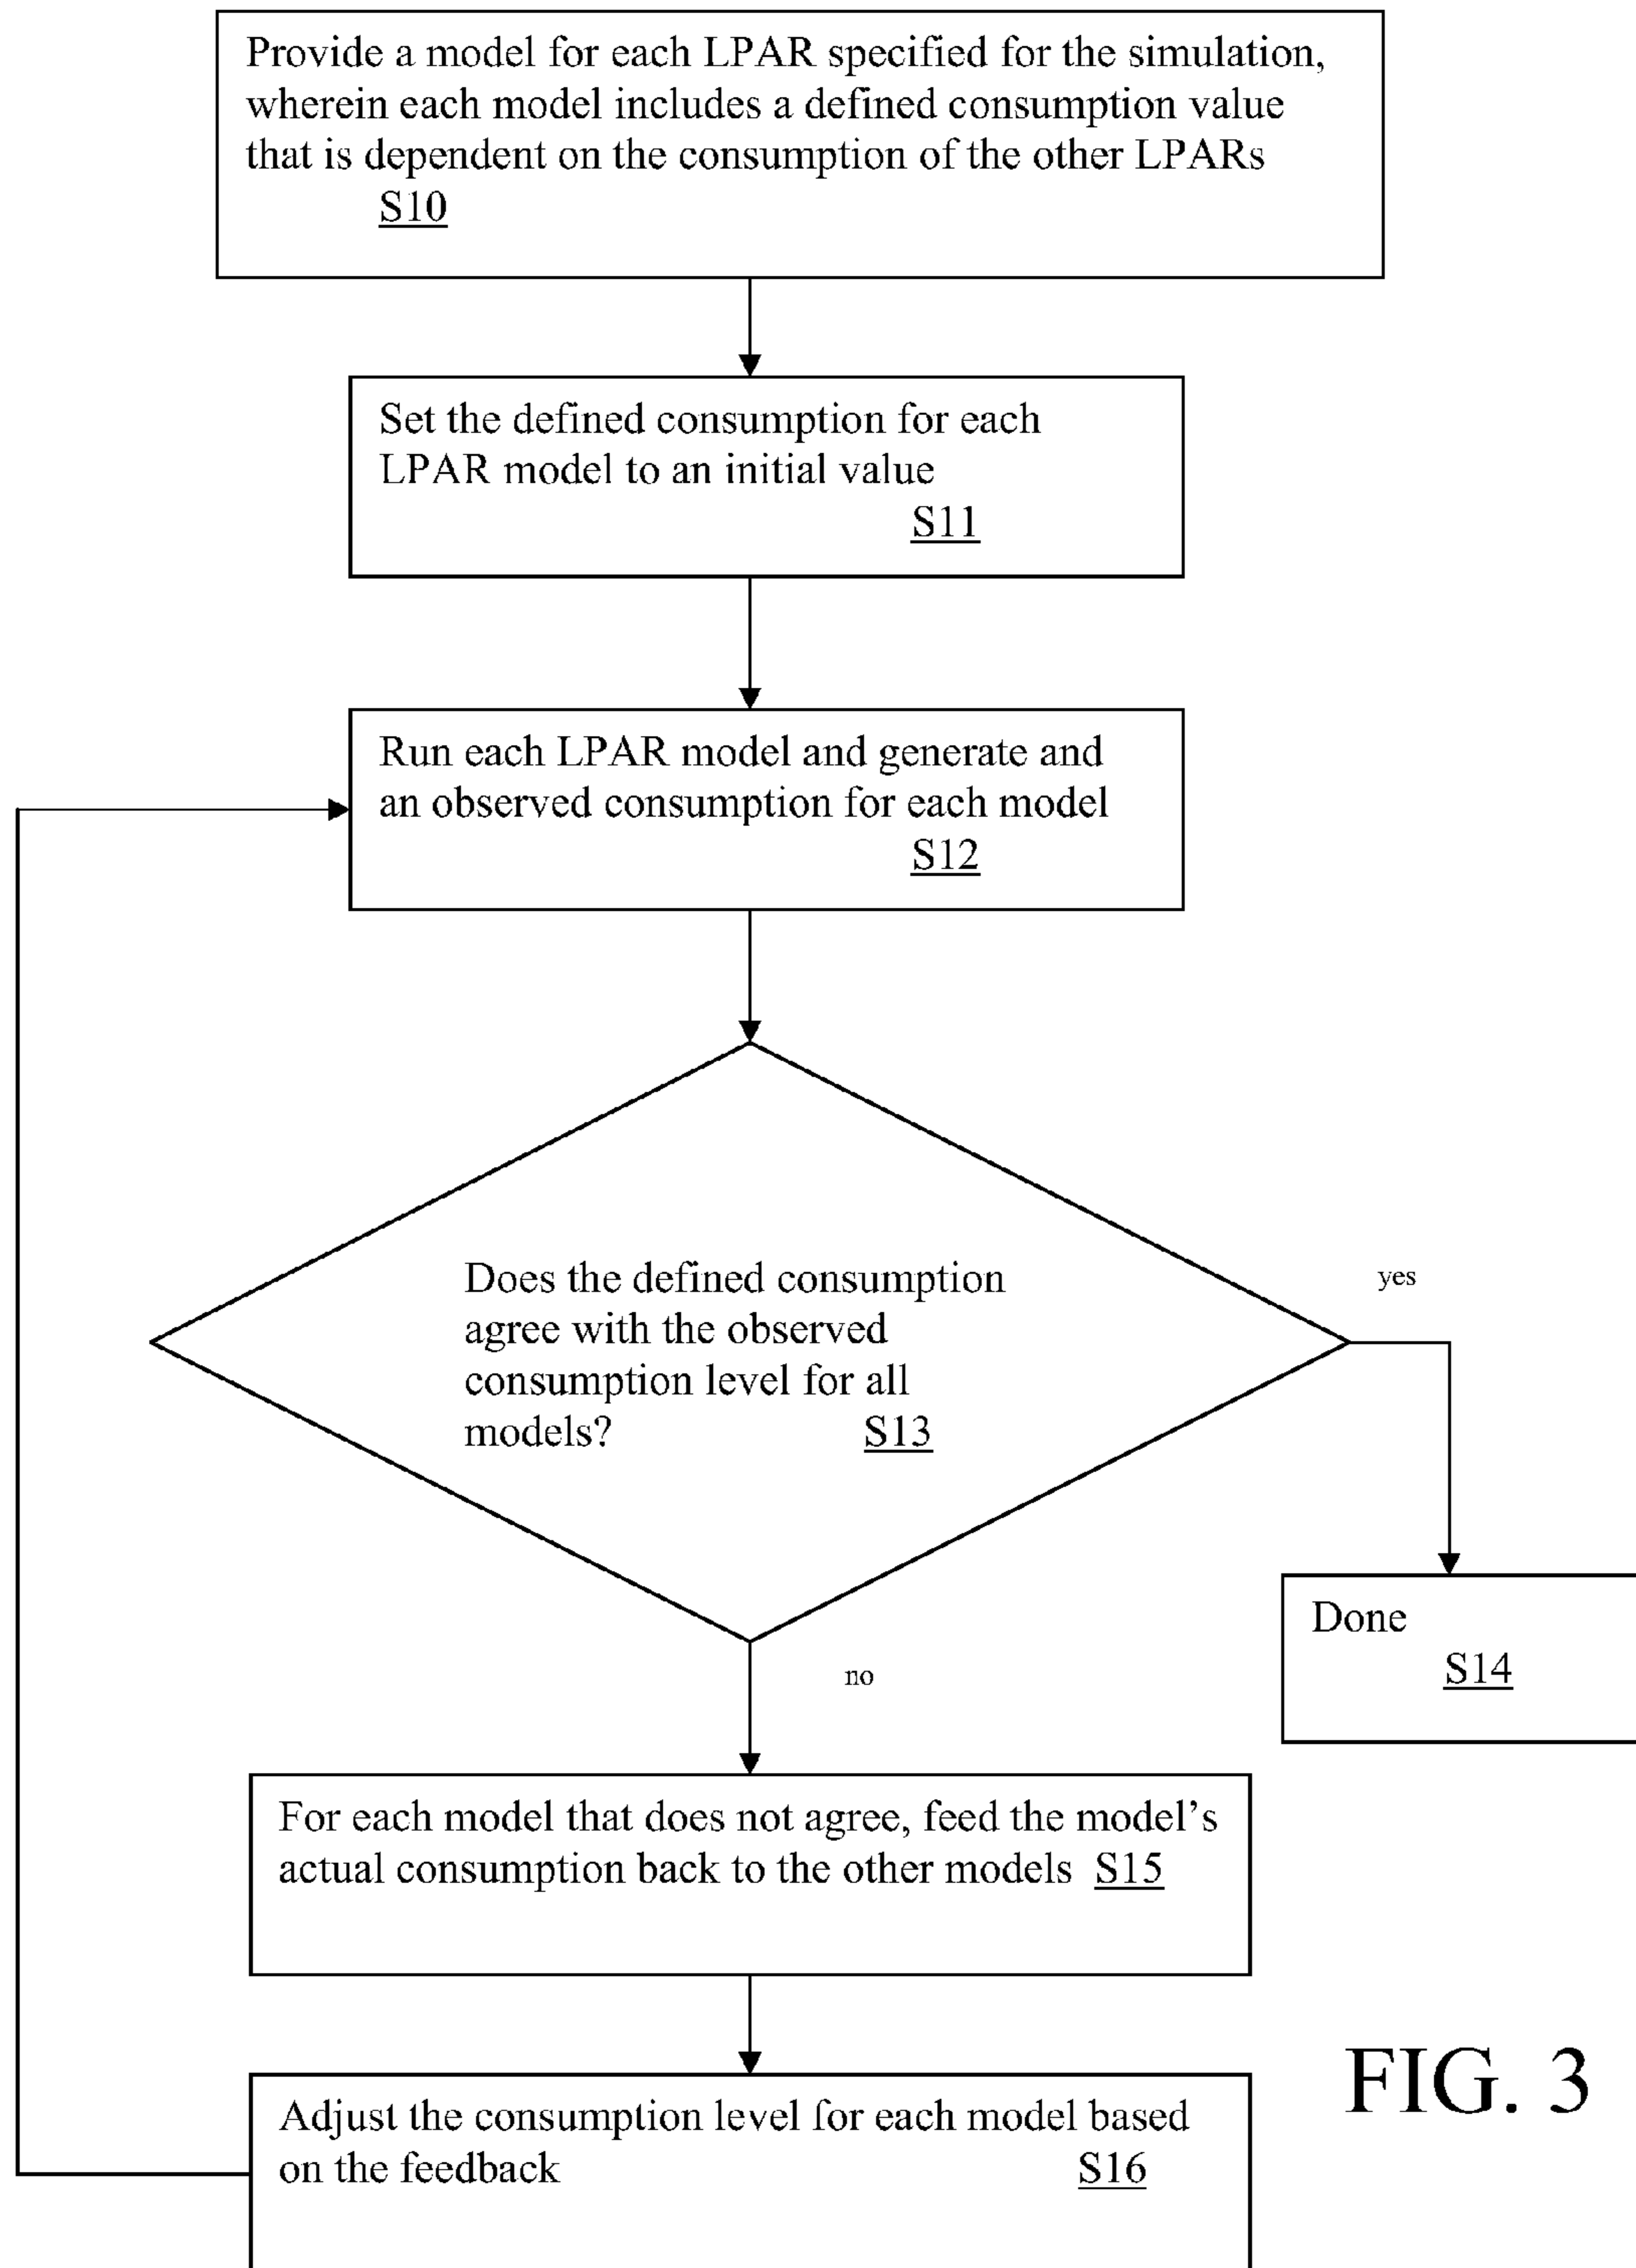 Provide a model for each LPAR specified for the simulation,
wherein each model includes a defined consumption value
that is dependent on the consumption of the other LPARs
S10
Set the defined consumption for each
LPAR model to an initial value
S11
Run each LPAR model and generate and
an observed consumption for each model
S12
Does the defined consumption
agree with the observed
consumption level for all
models? S13
yes
Done
S14
no
For each model that does not agree, feed the model’s
actual consumption back to the other models S15
Adjust the consumption level for each model based
on the feedback S16
FIG. 3